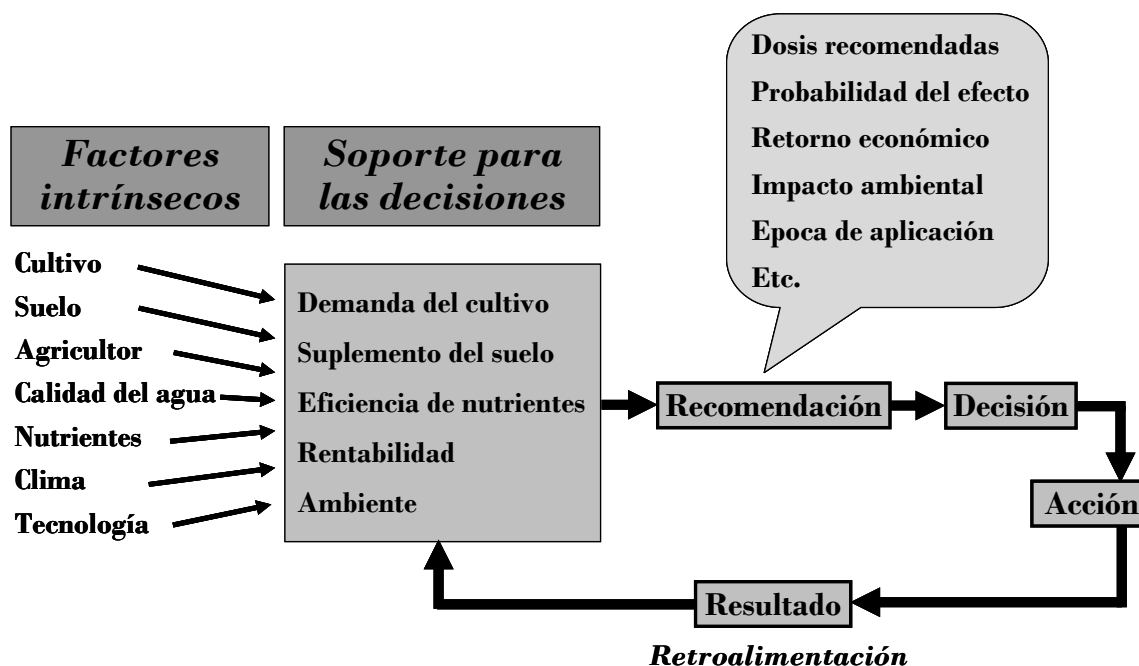 Dosis recomendadas
Probabilidad del efecto
Retorno económico
Impacto ambiental
Epoca de aplicación
Etc.
Factores
intrínsecos
Soporte para
las decisiones
Cultivo
Suelo
Agricultor
Calidad del agua
Nutrientes
Clima
Tecnología
Demanda del cultivo
Suplemento del suelo
Eficiencia de nutrientes
Rentabilidad
Ambiente
Recomendación
Decisión
Acción
Resultado
Retroalimentación